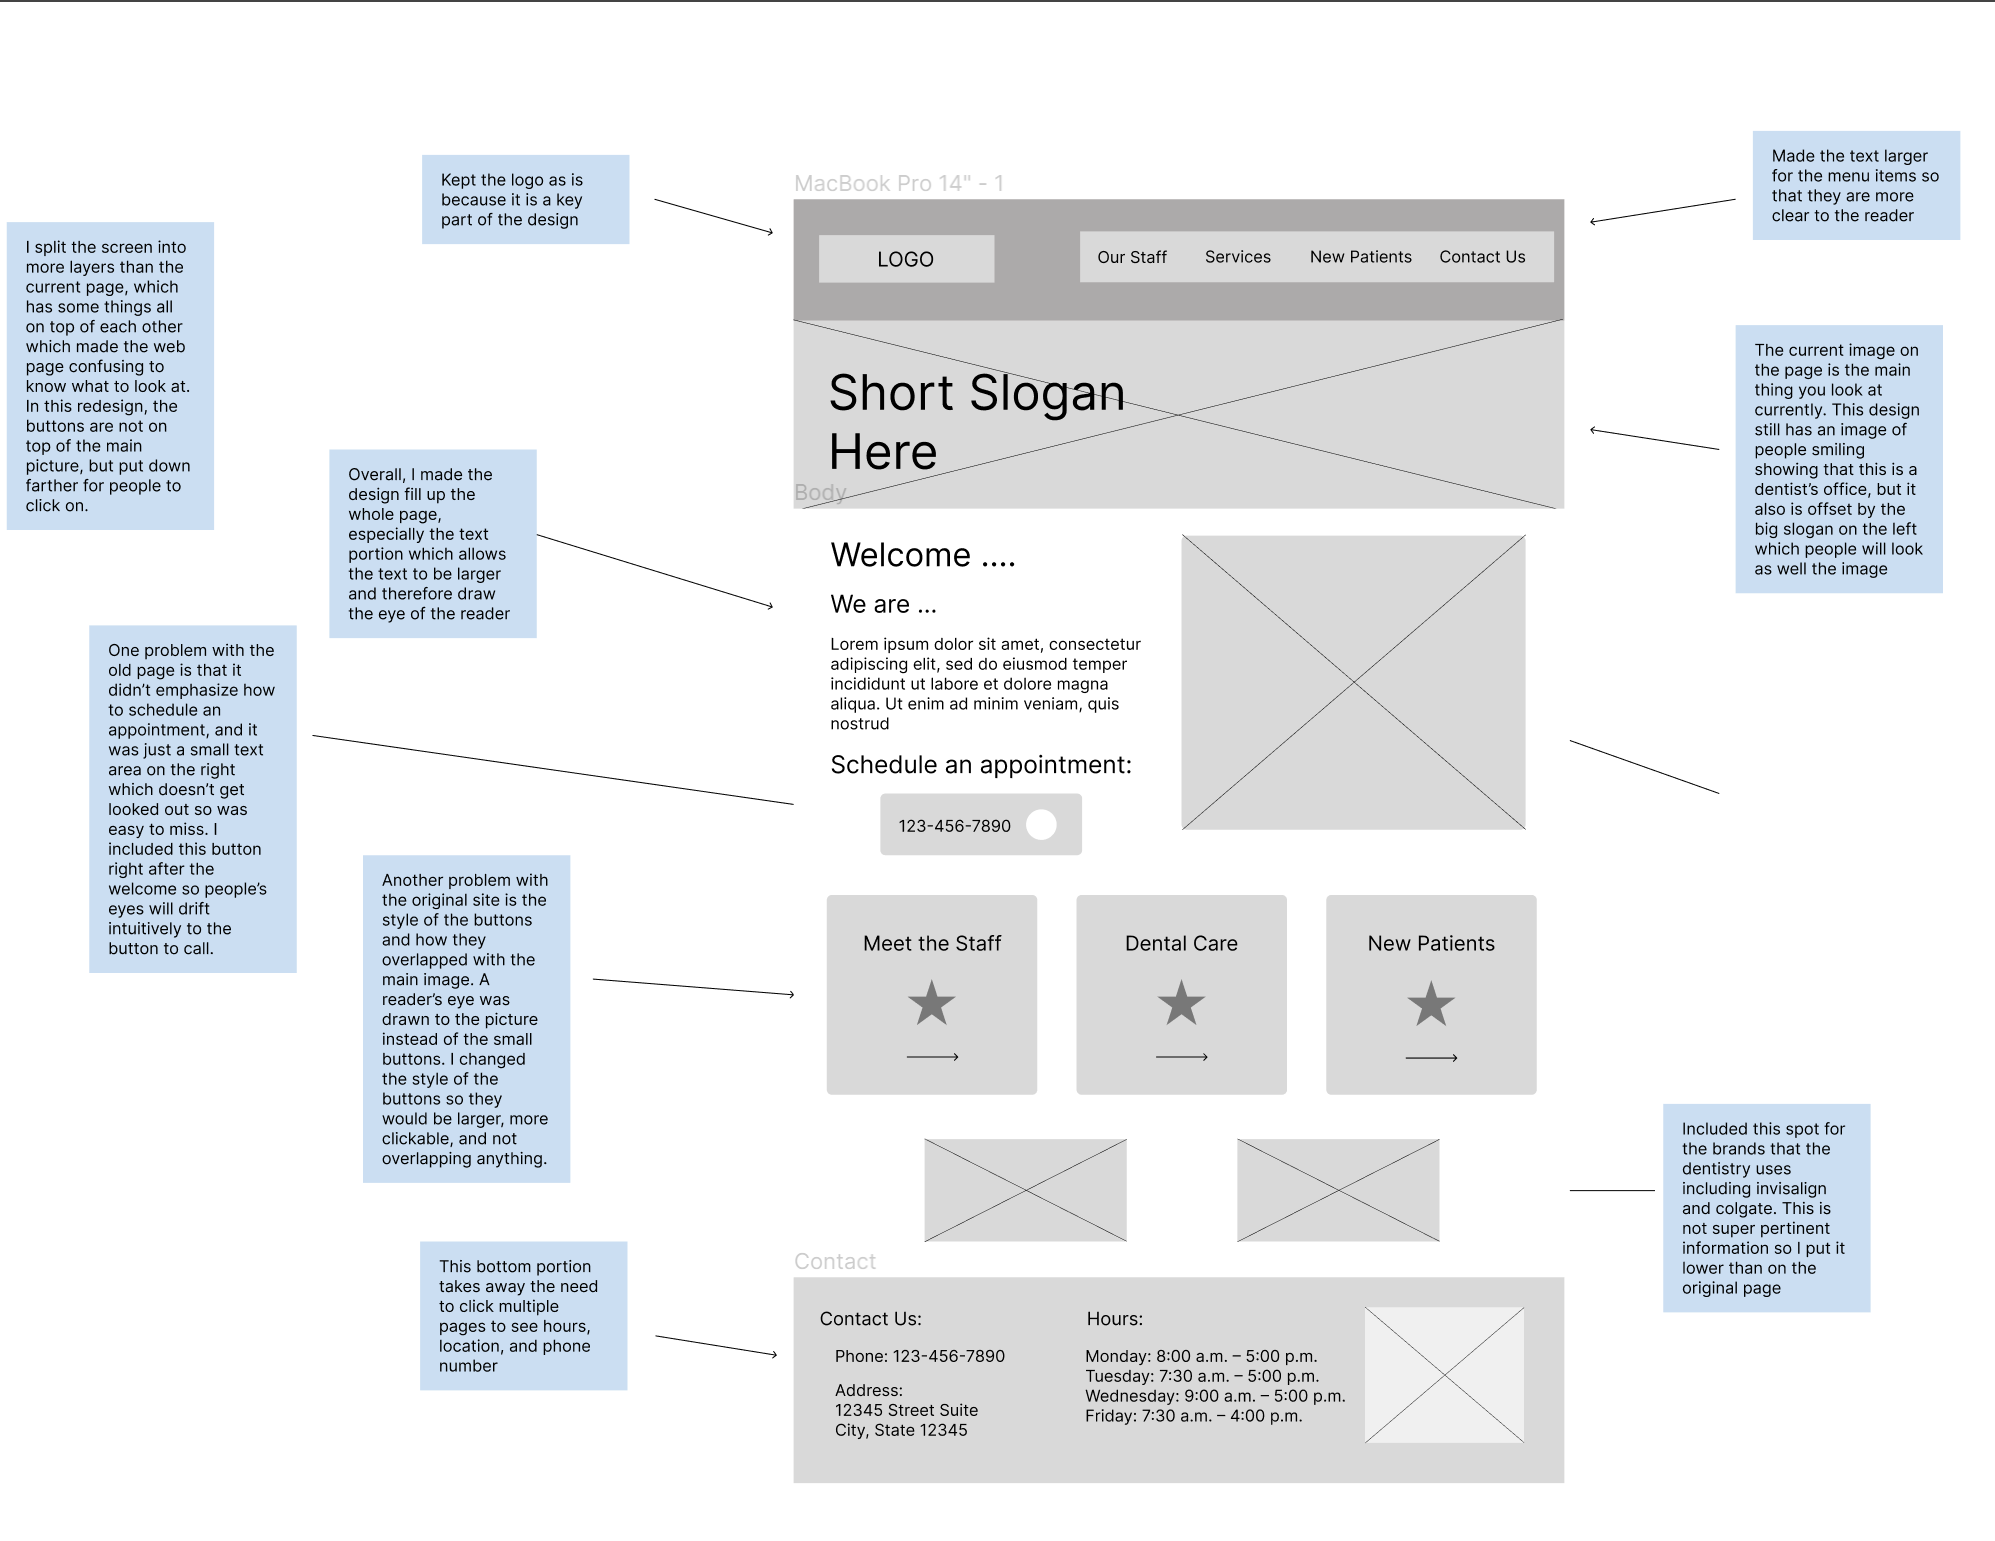 Kept the logo as is
because it is a key
part of the design
Made the text larger
for the menu items so
that they are more
clear to the reader
I split the screen into
more layers than the
current page, which
has some things all
on top of each other
which made the web
page confusing to
know what to look at.
In this redesign, the
buttons are not on
top of the main
picture, but put down
farther for people to
click on.
MacBook Pro 14" - 1
LOGO
Our Staff Services New Patients Contact Us
Short Slogan
Here
Body
The current image on
the page is the main
thing you look at
currently. This design
still has an image of
people smiling
showing that this is a
dentist's office, but it
also is offset by the
big slogan on the left
which people will look
as well the image
Overall, I made the
design fill up the
whole page,
especially the text
portion which allows
the text to be larger
and therefore draw
the eye of the reader
Welcome ....
We are ...
Lorem ipsum dolor sit amet, consectetur
adipiscing elit, sed do eiusmod temper
incididunt ut labore et dolore magna
aliqua. Ut enim ad minim veniam, quis
nostrud
Schedule an appointment:
123-456-7890
One problem with the
old page is that it
didn't emphasize how
to schedule an
appointment, and it
was just a small text
area on the right
which doesn't get
looked out so was
easy to miss. I
included this button
right after the
welcome so people's
eyes will drift
intuitively to the
button to call.
Another problem with
the original site is the
style of the buttons
and how they
overlapped with the
main image. A
reader's eye was
drawn to the picture
instead of the small
buttons. I changed
the style of the
buttons so they
would be larger, more
clickable, and not
overlapping anything.
Meet the Staff
Dental Care
New Patients
Included this spot for
the brands that the
dentistry uses
including invisalign
and colgate. This is
not super pertinent
information so I put it
lower than on the
original page
This bottom portion
takes away the need
to click multiple
pages to see hours,
location, and phone
number
Contact
Contact Us:
Phone: 123-456-7890
Address:
12345 Street Suite
City, State 12345
Hours:
Monday: 8:00 a.m. – 5:00 p.m.
Tuesday: 7:30 a.m. – 5:00 p.m.
Wednesday: 9:00 a.m. – 5:00 p.m.
Friday: 7:30 a.m. – 4:00 p.m.